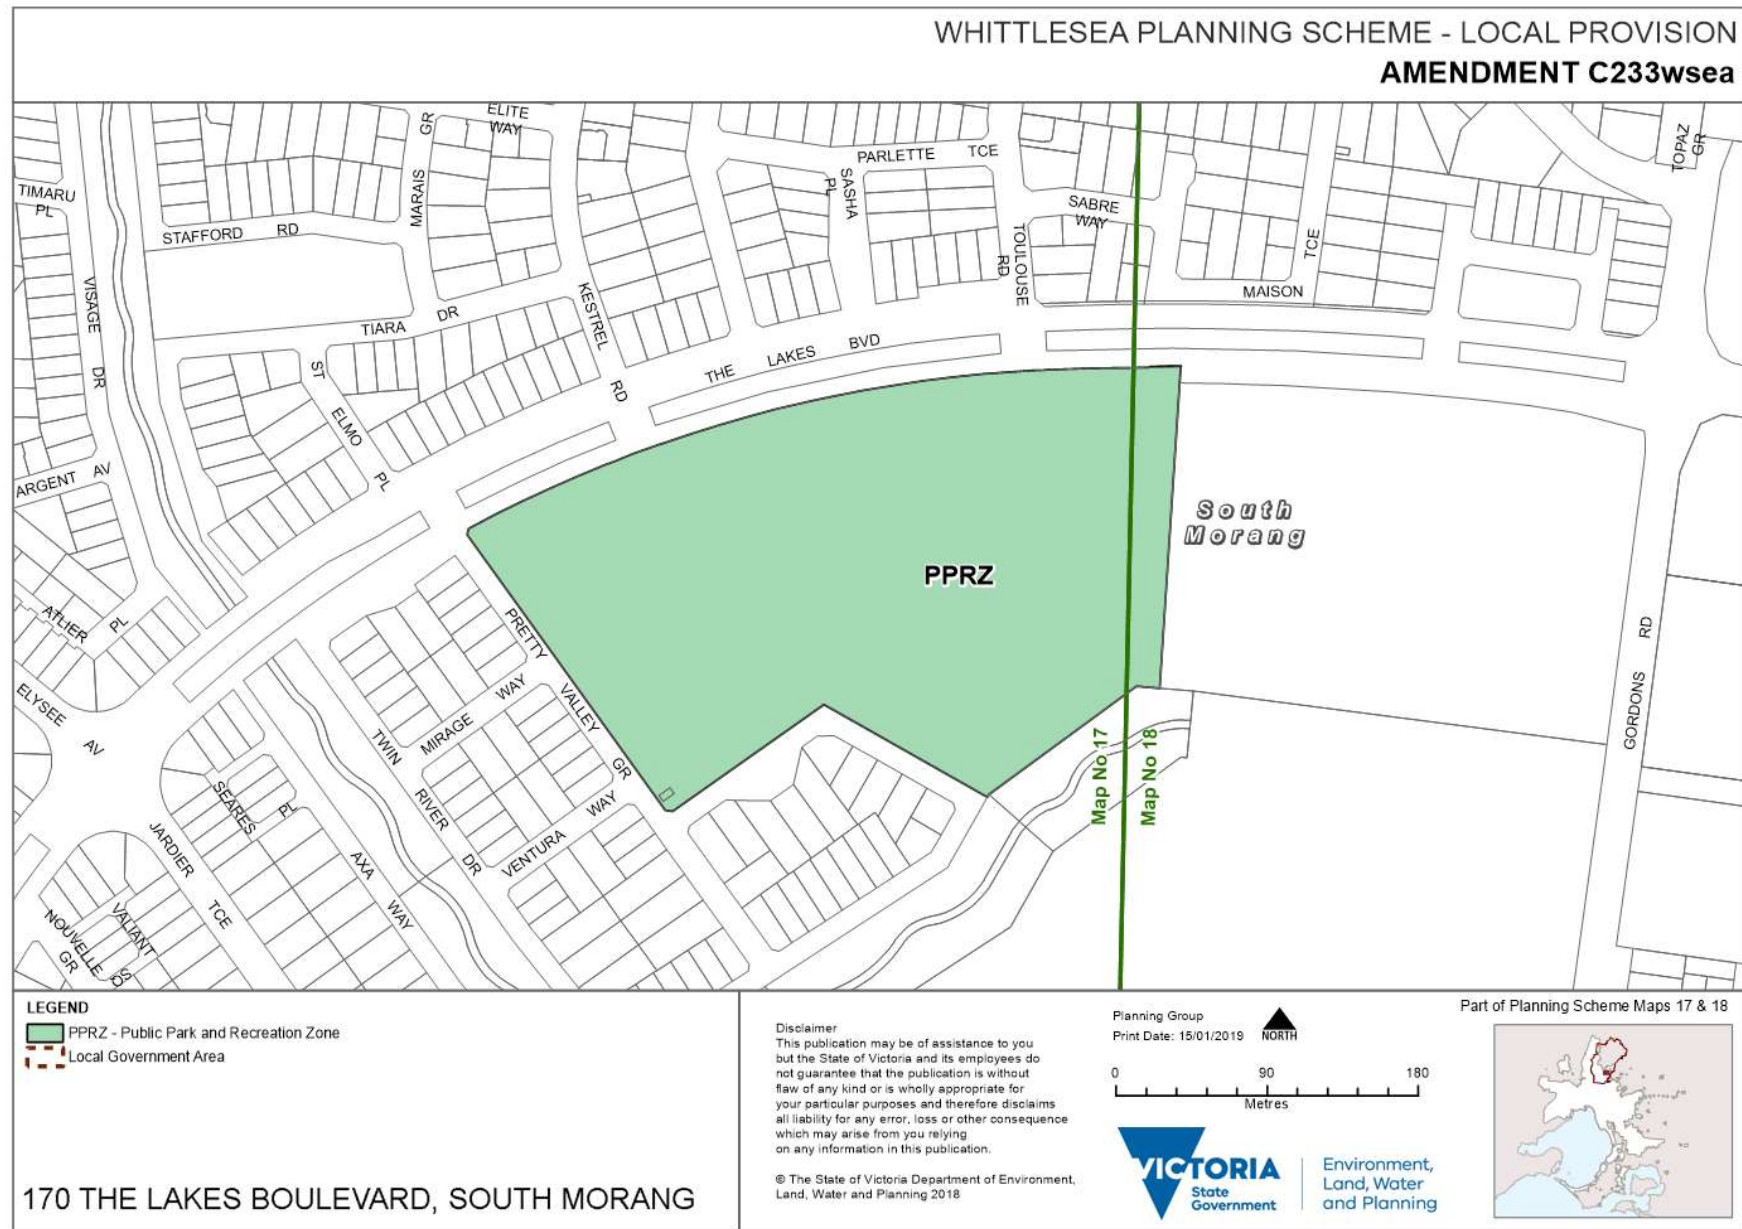 WHITTLESEA PLANNING SCHEME - LOCAL PROVISION
AMENDMENT C233wsea
ELITE
WAY
GR
MARAIS
PARLETTE TCE
TOPAZ
GR
TIMARU
PL
SASHA
PL
SABRE
WAY
STAFFORD RD
TOULOUSE
RD
TCE
MAISON
VISAGE
DR
KESTREL
RD
TIARA DR
THE LAKES BVD
ST
ELMO
PL
ARGENT AV
South
Morang
PPRZ
ATLIER PL
PRETTY
VALLEY
GR
GORDONS RD
ELYSEE
AV
MIRAGE WAY
TWIN
RIVER
DR
Map No 17
Map No 18
SEARES PL
VENTURA WAY
JARDIER
TCE
AXA
WAY
NOUVELLE
GR
VALIANT
SQ
LEGEND
PPRZ - Public Park and Recreation Zone
Local Government Area
170 THE LAKES BOULEVARD, SOUTH MORANG
Disclaimer
This publication may be of assistance to you
but the State of Victoria and its employees do
not guarantee that the publication is without
flaw of any kind or is wholly appropriate for
your particular purposes and therefore disclaims
all liability for any error, loss or other consequence
which may arise from you relying
on any information in this publication.
© The State of Victoria Department of Environment,
Land, Water and Planning 2018
Planning Group
Print Date: 15/01/2019
NORTH
0 90 180
Metres
VICTORIA
State
Government
Environment,
Land, Water
and Planning
Part of Planning Scheme Maps 17 & 18